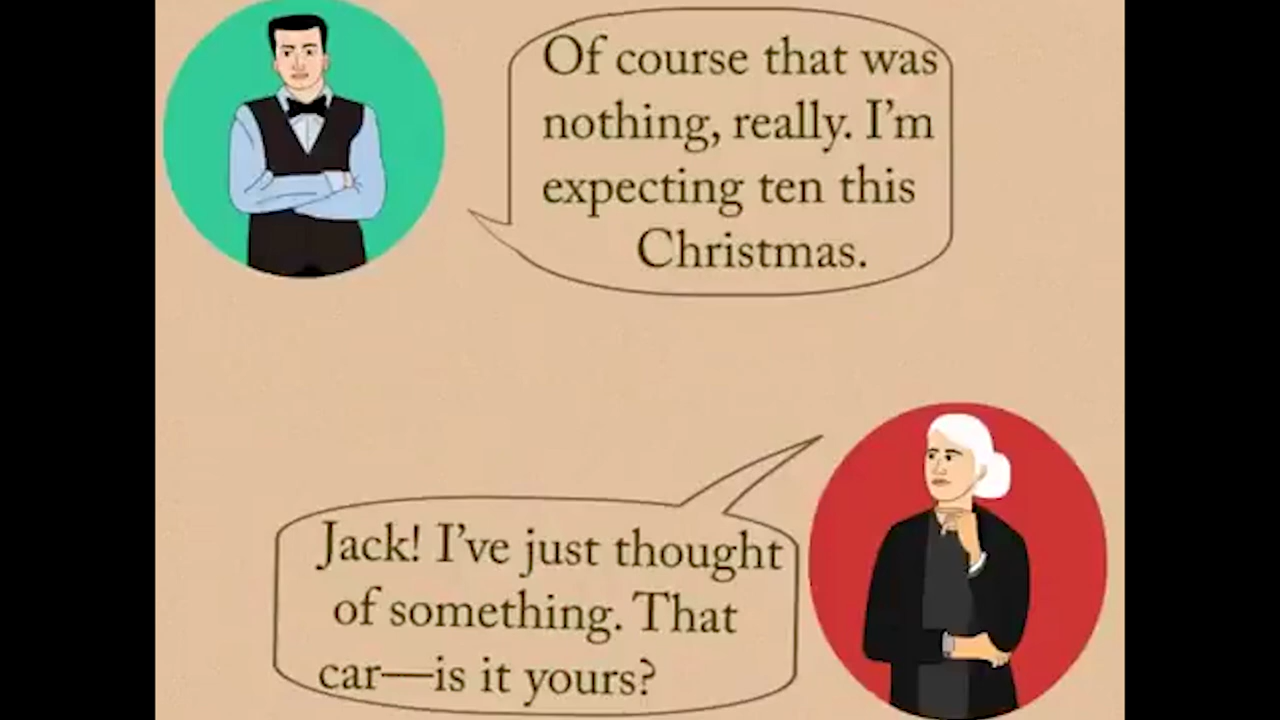 Of course that was
nothing, really. I’m
expecting ten this
Christmas.
Jack! I’ve just thought
of something. That
car—is it yours?